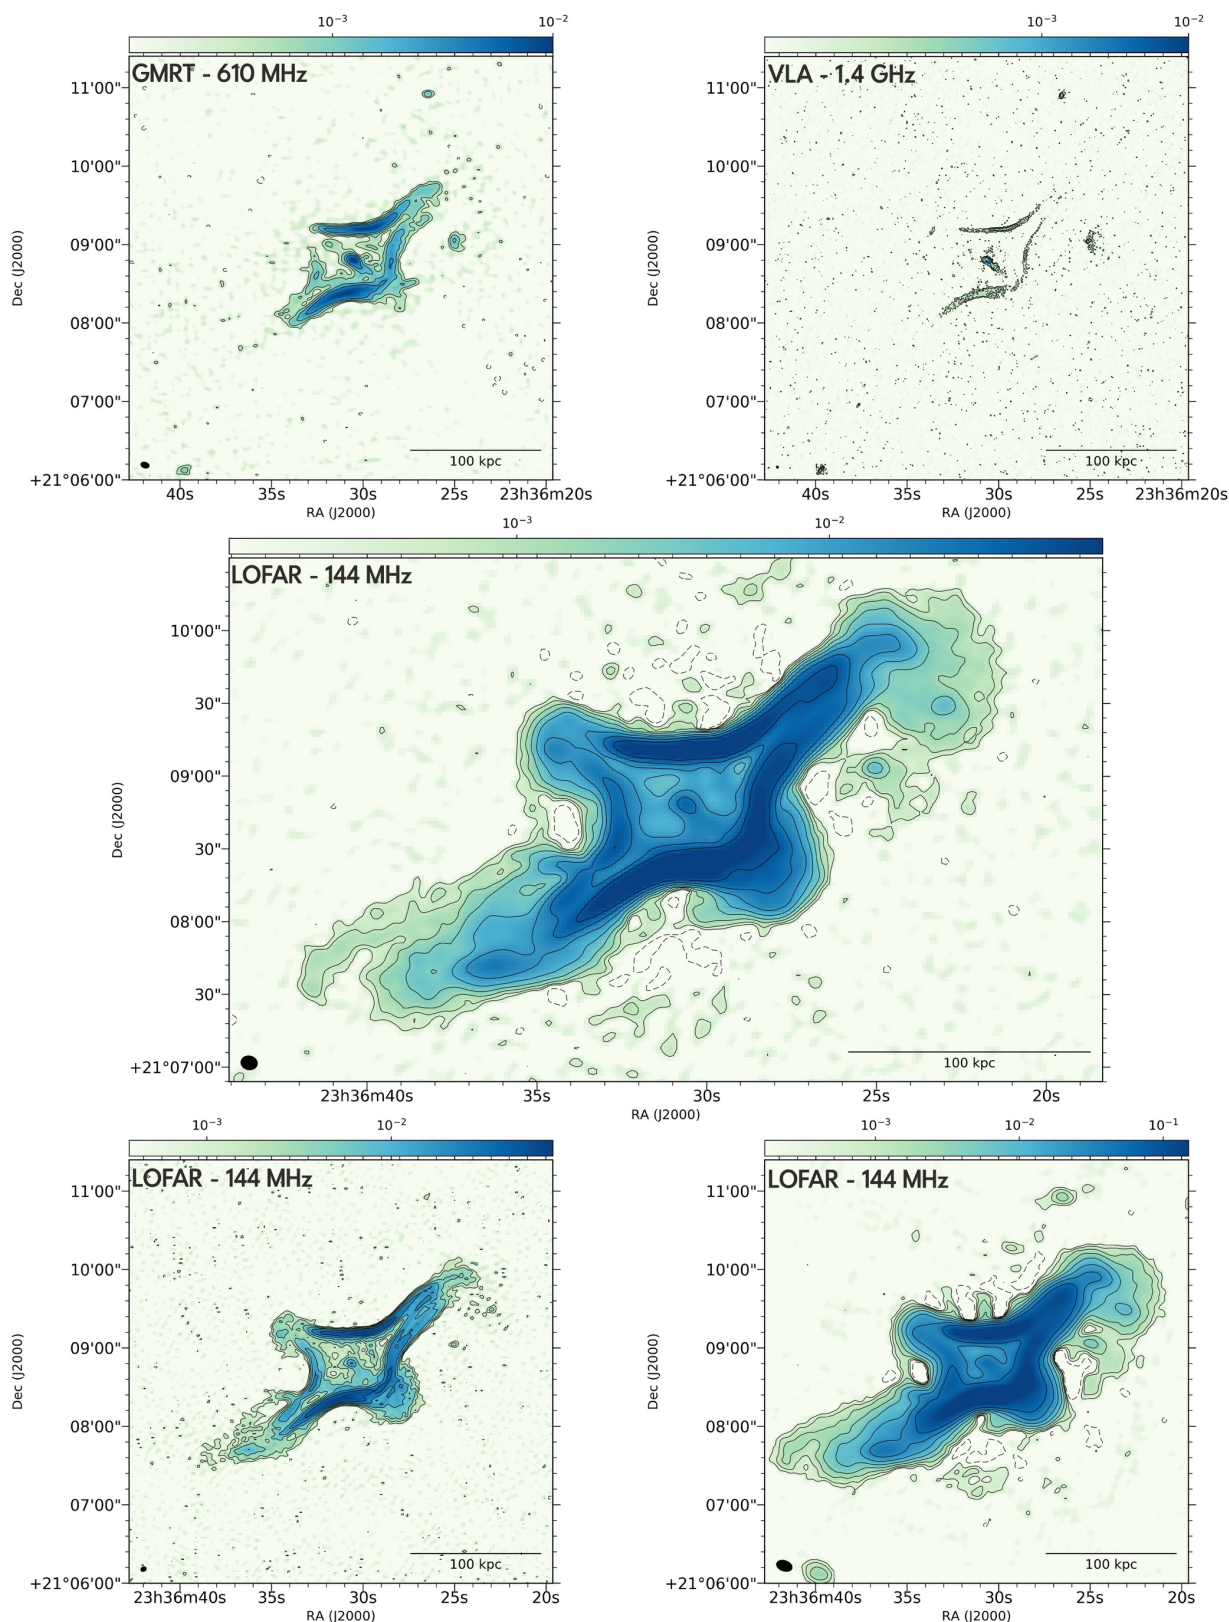 10⁻³ 10⁻²
GMRT - 610 MHz
11'00"
10'00"
09'00"
08'00"
07'00"
+21°06'00"
Dec (J2000)
100 kpc
40s 35s 30s 25s 23h36m20s
RA (J2000)
10⁻³ 10⁻²
VLA - 1.4 GHz
11'00"
10'00"
09'00"
08'00"
07'00"
+21°06'00"
Dec (J2000)
100 kpc
40s 35s 30s 25s 23h36m20s
RA (J2000)
10⁻³ 10⁻²
LOFAR - 144 MHz
10'00"
30"
09'00"
30"
08'00"
30"
+21°07'00"
Dec (J2000)
100 kpc
23h36m40s 35s 30s 25s 20s
RA (J2000)
10⁻³ 10⁻²
LOFAR - 144 MHz
11'00"
10'00"
09'00"
08'00"
07'00"
+21°06'00"
Dec (J2000)
100 kpc
23h36m40s 35s 30s 25s 20s
RA (J2000)
10⁻³ 10⁻² 10⁻¹
LOFAR - 144 MHz
11'00"
10'00"
09'00"
08'00"
07'00"
+21°06'00"
Dec (J2000)
100 kpc
23h36m40s 35s 30s 25s 20s
RA (J2000)